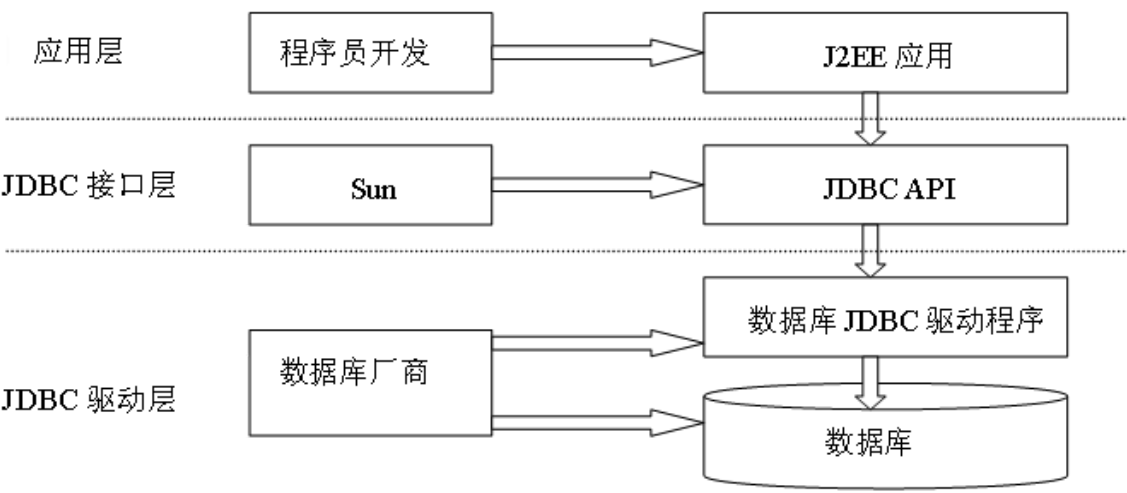 应用层
程序员开发
J2EE 应用
JDBC 接口层
Sun
JDBC API
数据库 JDBC 驱动程序
数据库厂商
JDBC 驱动层
数据库